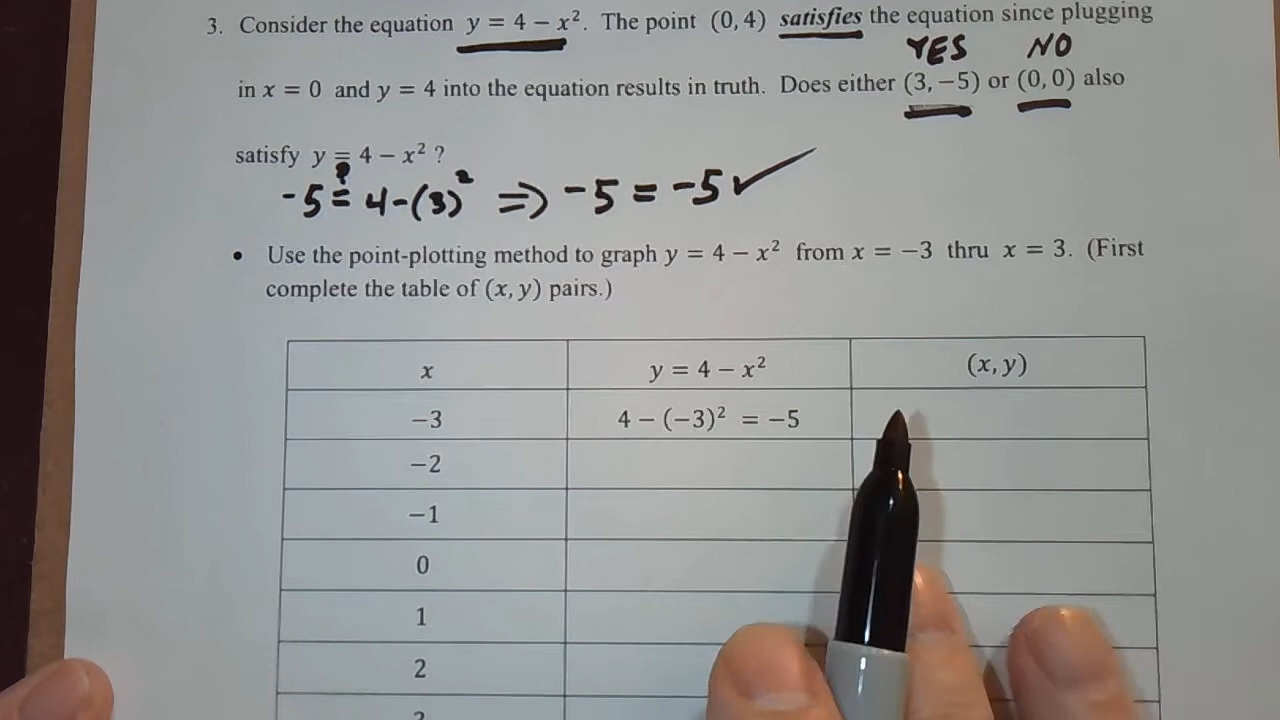 3. Consider the equation y = 4 − x². The point (0, 4) satisfies the equation since plugging
YES NO
in x = 0 and y = 4 into the equation results in truth. Does either (3, −5) or (0, 0) also
satisfy y = 4 − x² ?
-5 ≟ 4-(3)² ⇒ -5 = -5 ✓
• Use the point-plotting method to graph y = 4 − x² from x = −3 thru x = 3. (First
complete the table of (x, y) pairs.)
x y = 4 − x² (x, y)
−3 4 − (−3)² = −5
−2
−1
0
1
2